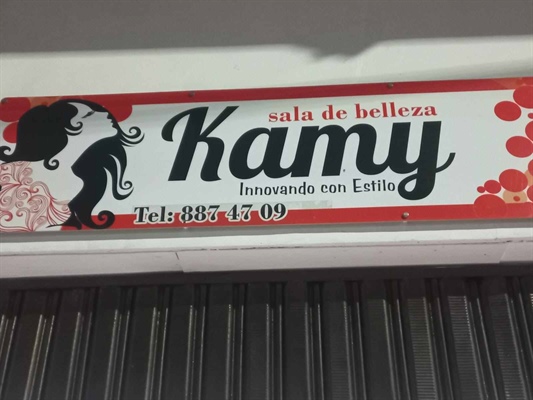 sala de belleza
Kamy
Innovando con Estilo
Tel: 887 47 09